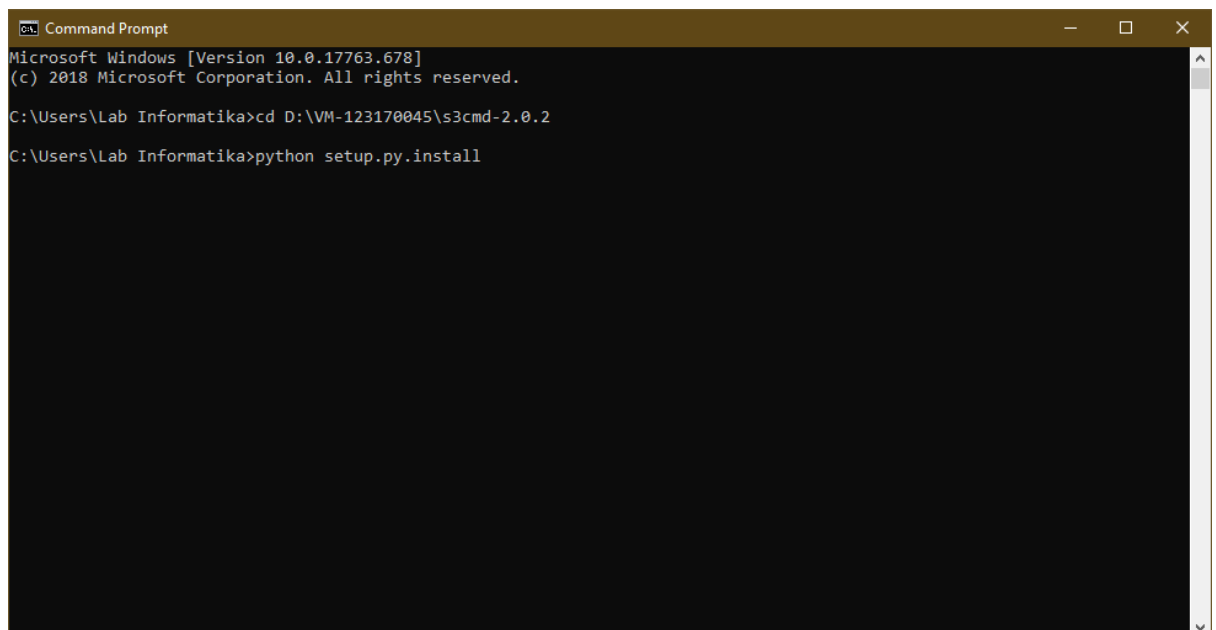 Command Prompt
Microsoft Windows [Version 10.0.17763.678]
(c) 2018 Microsoft Corporation. All rights reserved.
C:\Users\Lab Informatika>cd D:\VM-123170045\s3cmd-2.0.2
C:\Users\Lab Informatika>python setup.py.install